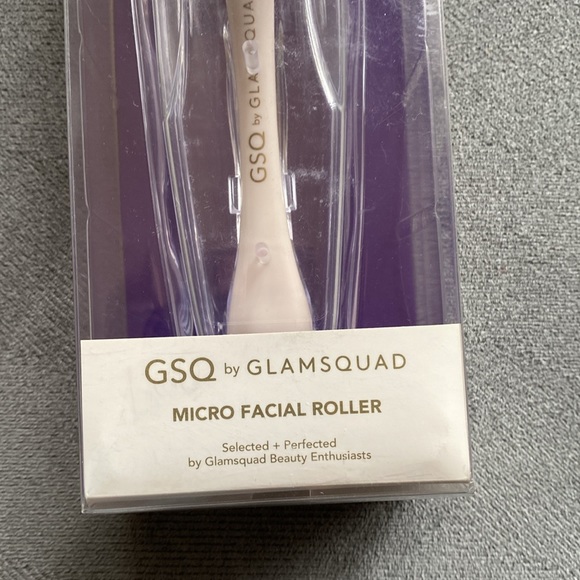 GSQ by GLAMSQUAD
GSQ by GLAMSQUAD
MICRO FACIAL ROLLER
Selected + Perfected
by Glamsquad Beauty Enthusiasts